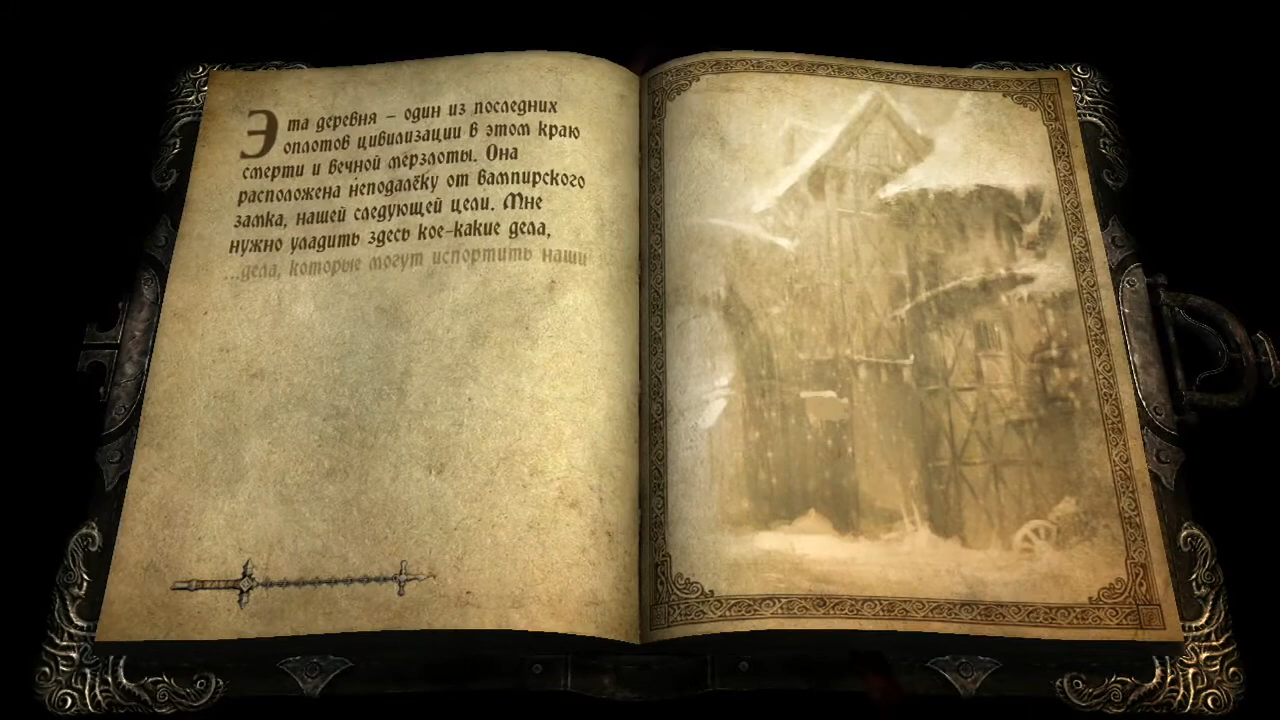 Эта деревня – один из последних
оплотов цивилизации в этом краю
смерти и вечной мерзлоты. Она
расположена неподалёку от вампирского
замка, нашей следующей цели. Мне
нужно уладить здесь кое-какие дела,
...дела, которые могут испортить наши